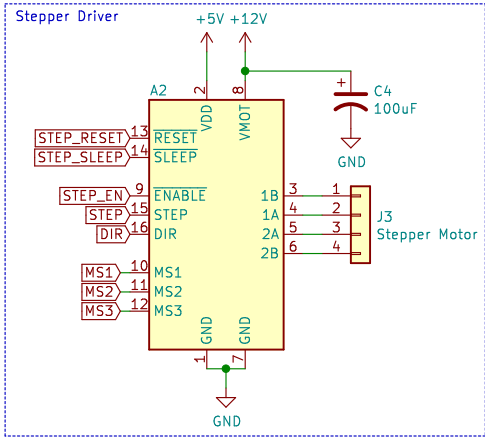 Stepper Driver
+5V +12V
A2
2 8
VDD VMOT
+ C4
100uF
GND
STEP_RESET 13 RESET
STEP_SLEEP 14 SLEEP
STEP_EN 9 ENABLE 1B 3 1
STEP 15 STEP 1A 4 2 J3
DIR 16 DIR 2A 5 3 Stepper Motor
2B 6 4
MS1 10 MS1
MS2 11 MS2
MS3 12 MS3
GND GND
1 7
GND